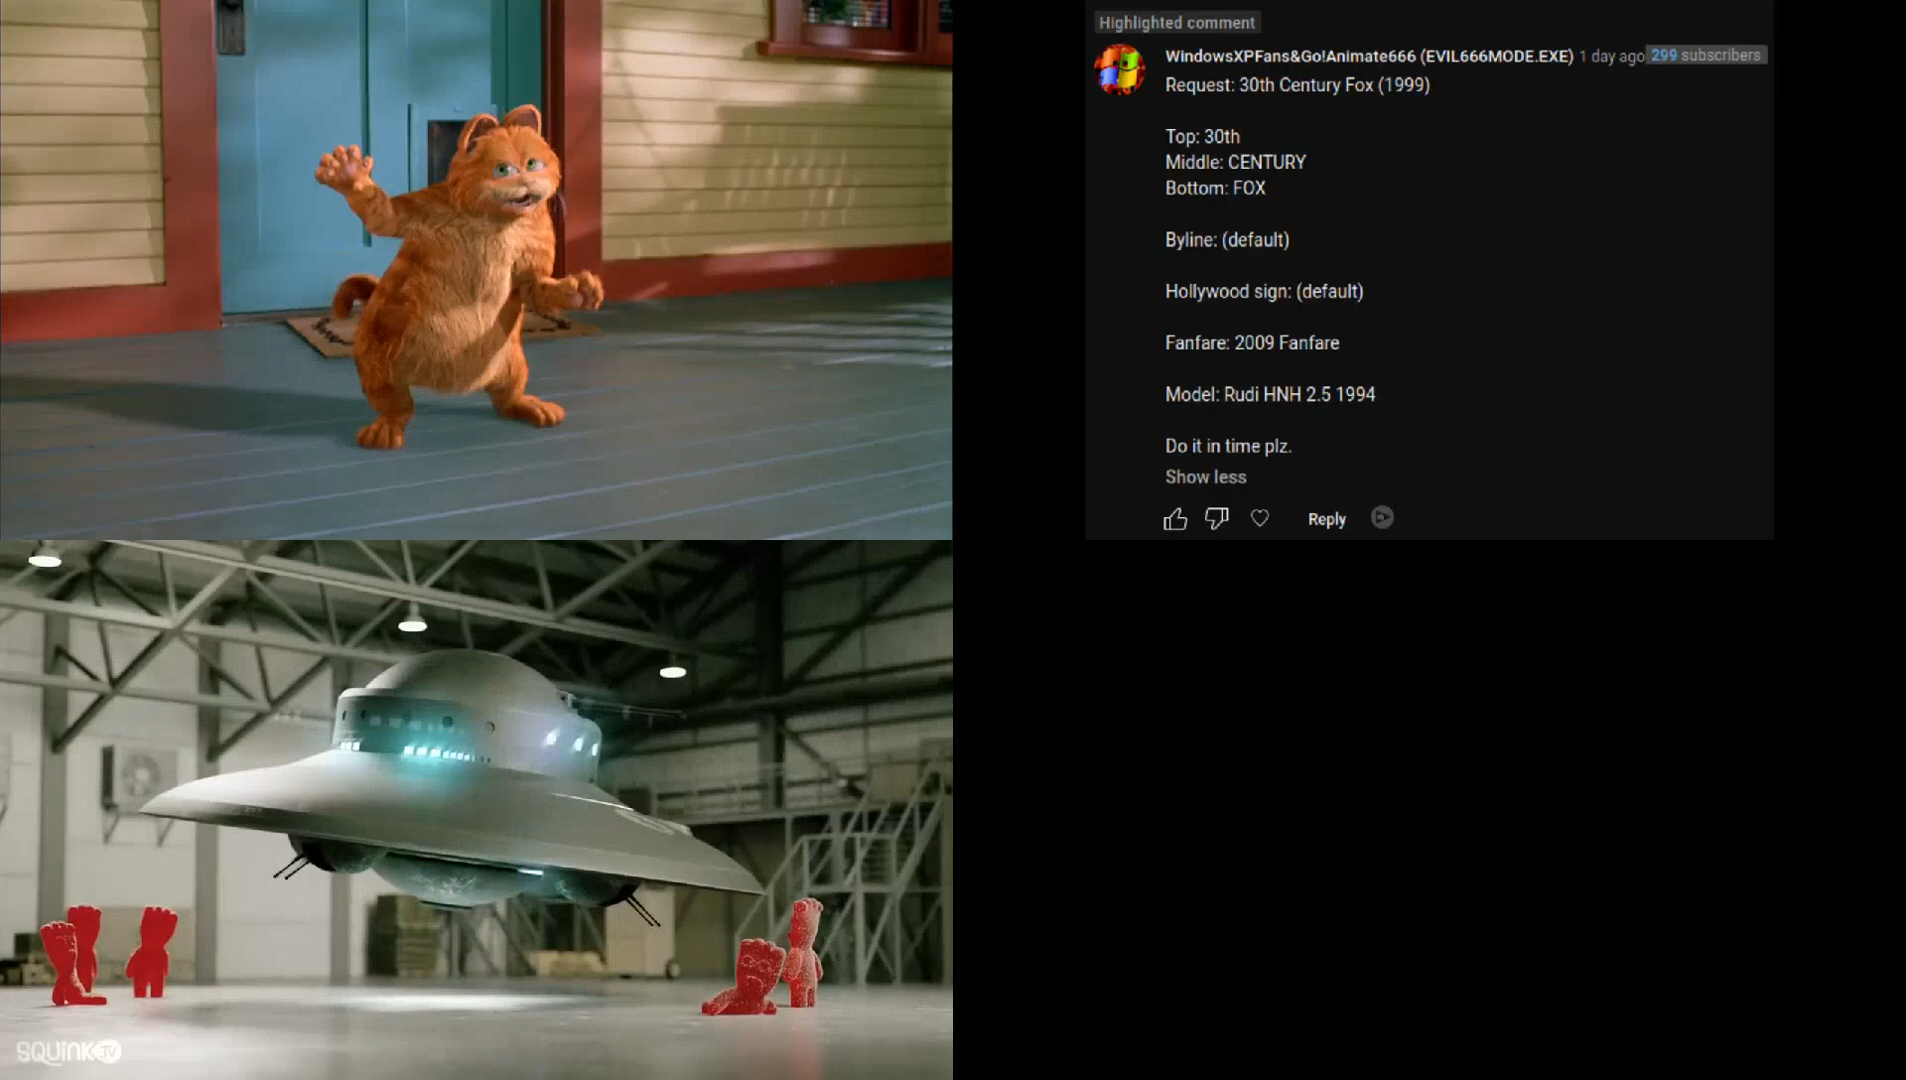 Highlighted comment
WindowsXPFans&Go!Animate666 (EVIL666MODE.EXE) 1 day ago 299 subscribers
Request: 30th Century Fox (1999)
Top: 30th
Middle: CENTURY
Bottom: FOX
Byline: (default)
Hollywood sign: (default)
Fanfare: 2009 Fanfare
Model: Rudi HNH 2.5 1994
Do it in time plz.
Show less
Reply
SQUINK TV